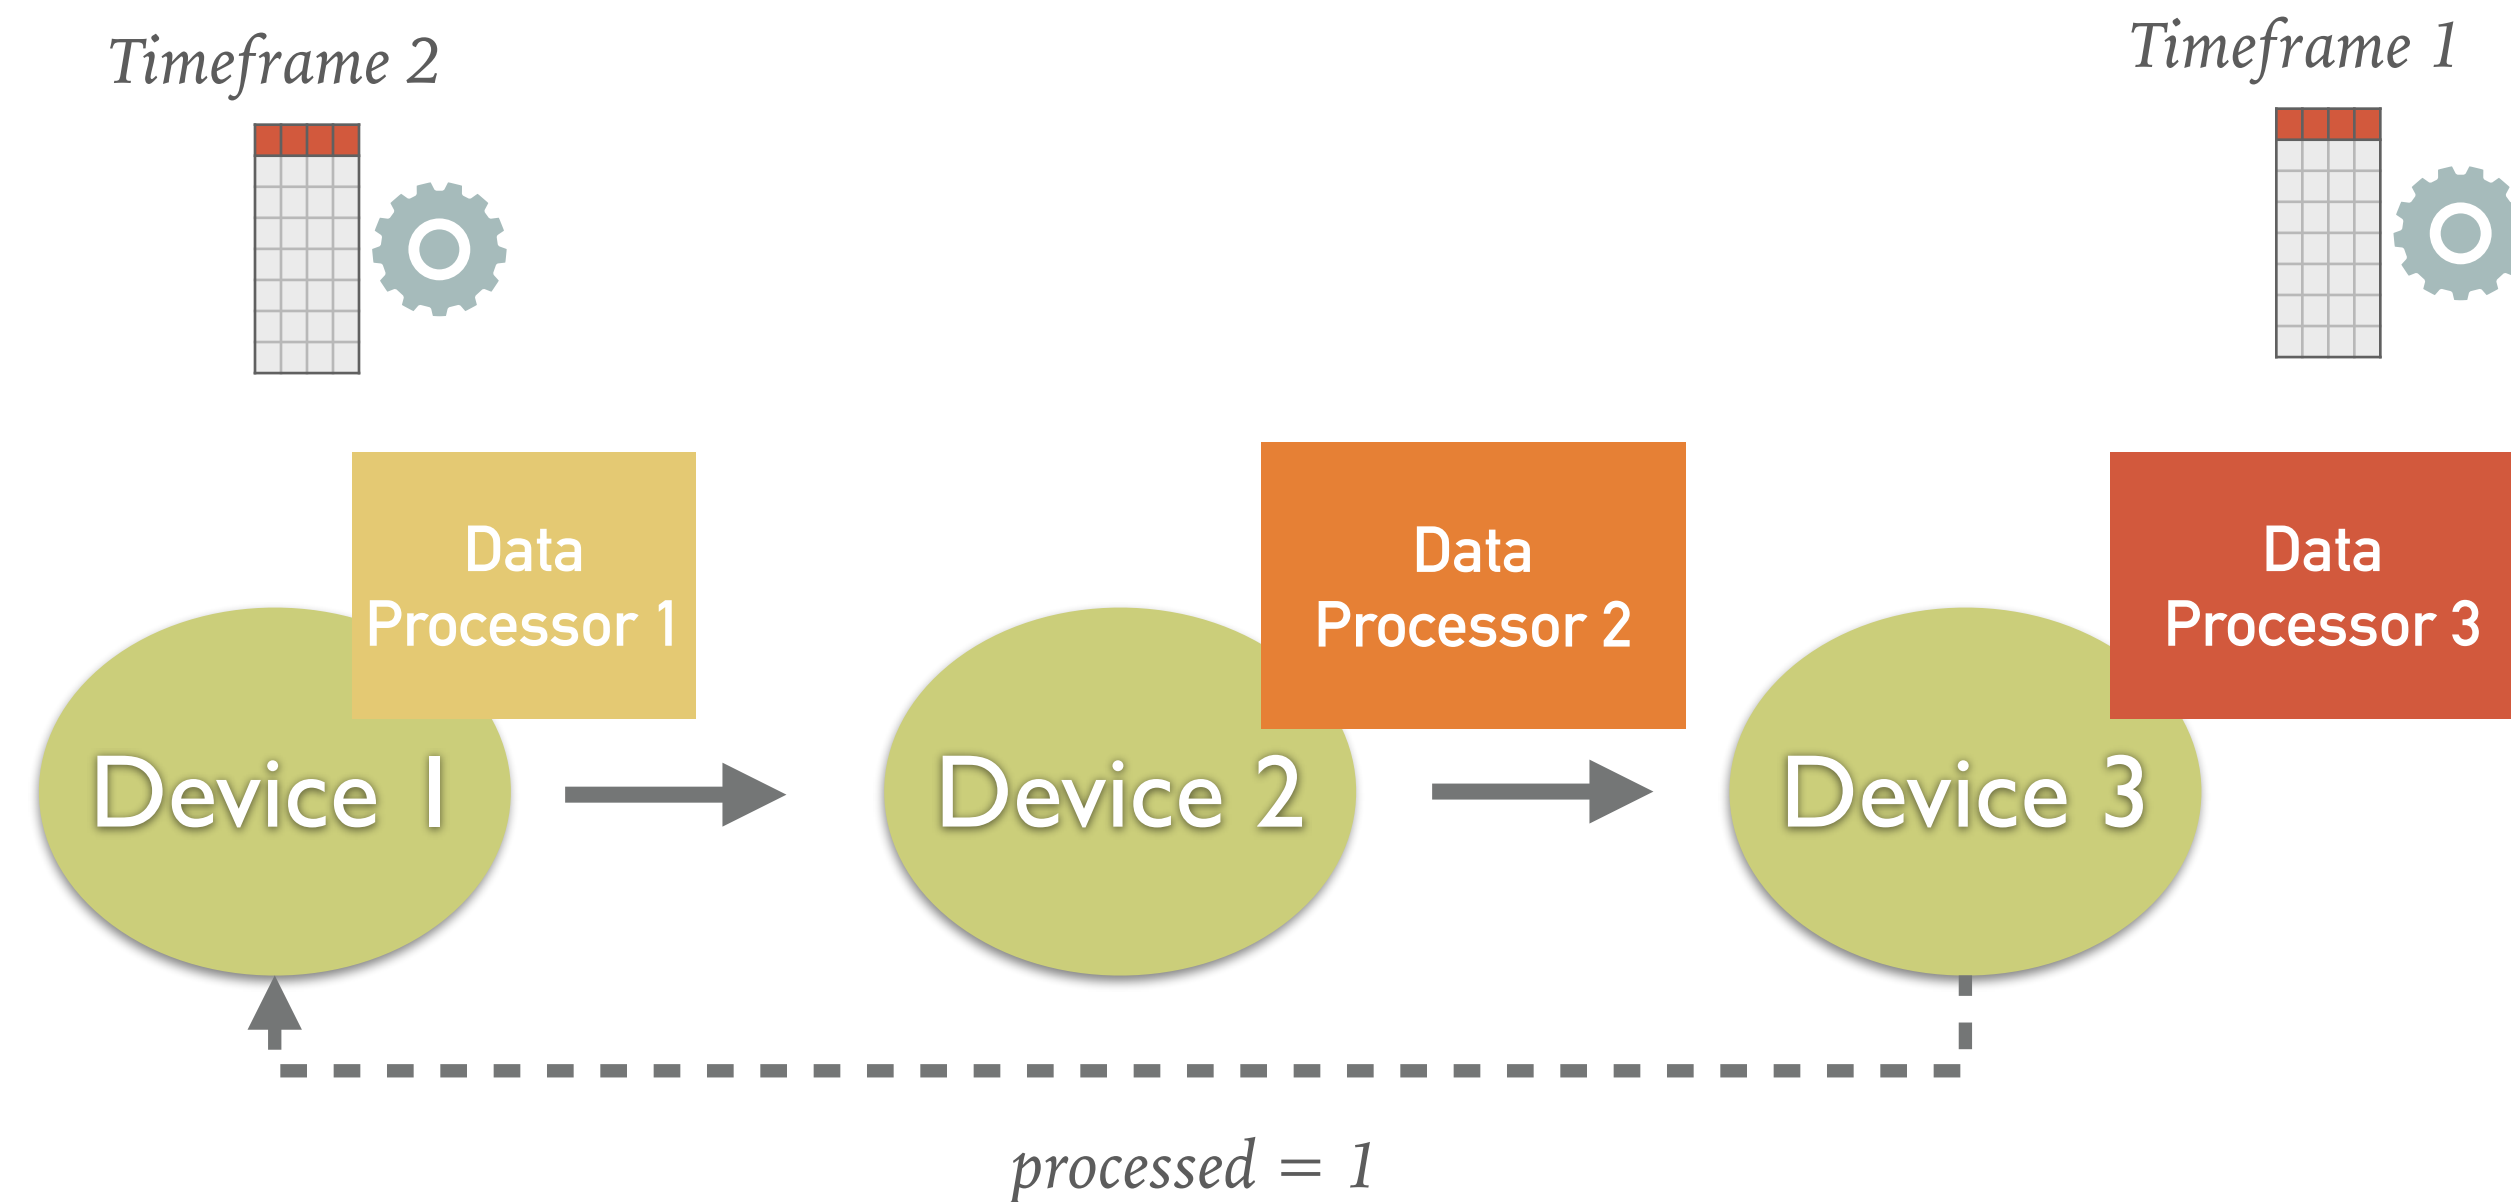 Timeframe 2
Timeframe 1
Data
Processor 1
Data
Processor 2
Data
Processor 3
Device 1
Device 2
Device 3
processed = 1